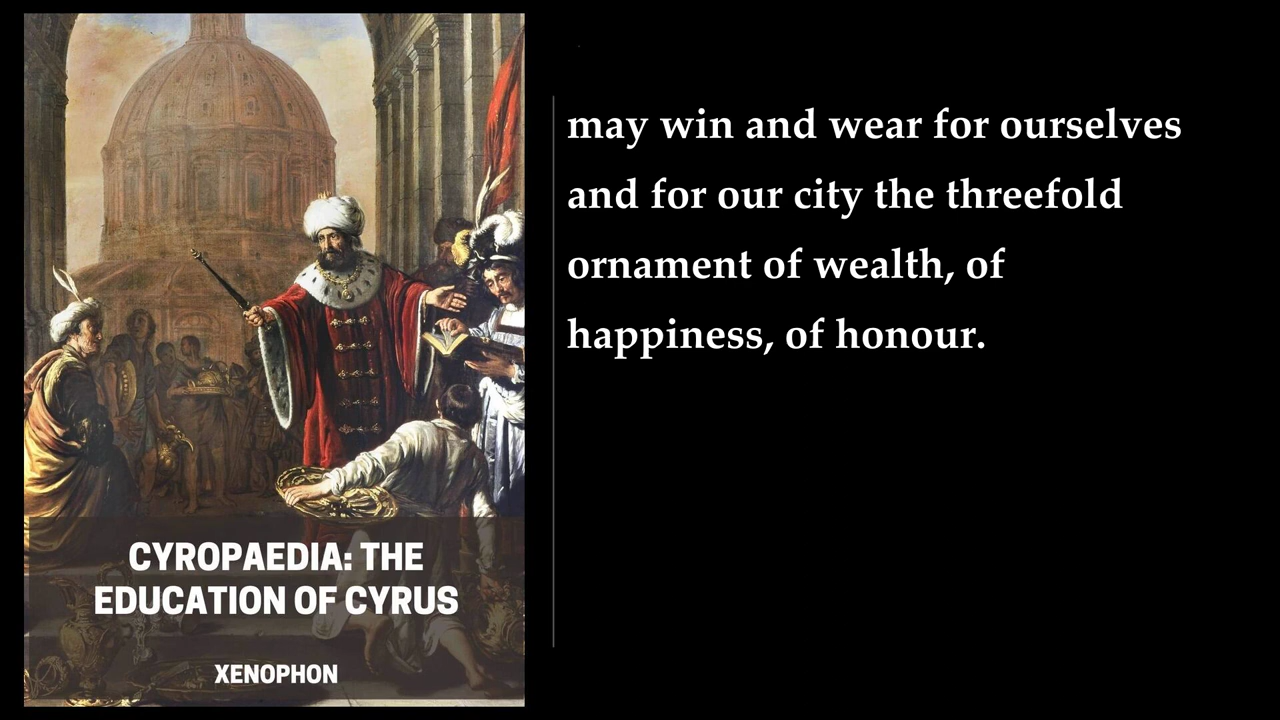 may win and wear for ourselves
and for our city the threefold
ornament of wealth, of
happiness, of honour.
CYROPAEDIA: THE
EDUCATION OF CYRUS
XENOPHON